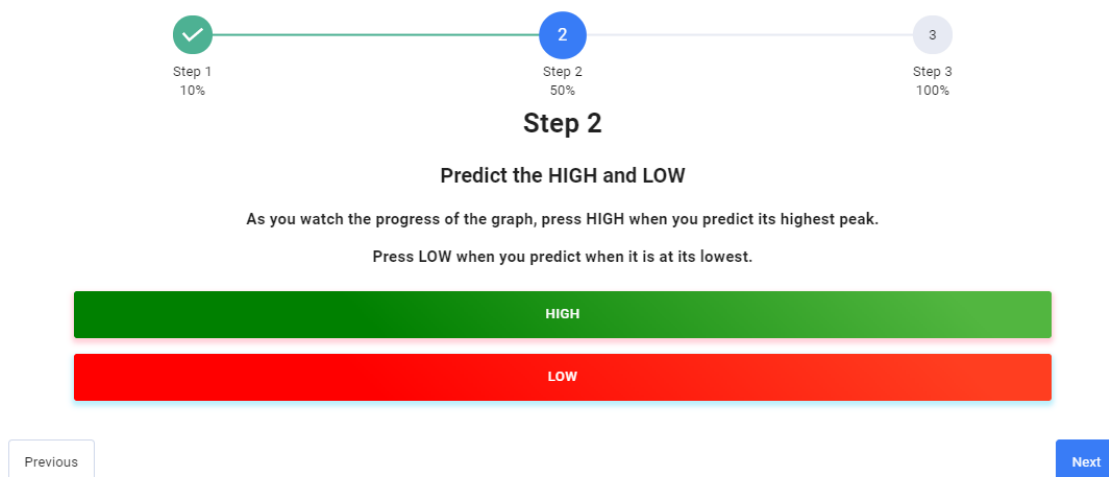 2
3
Step 1
Step 2
Step 3
10%
50%
100%
Step 2
Predict the HIGH and LOW
As you watch the progress of the graph, press HIGH when you predict its highest peak.
Press LOW when you predict when it is at its lowest.
HIGH
LOW
Previous
Next